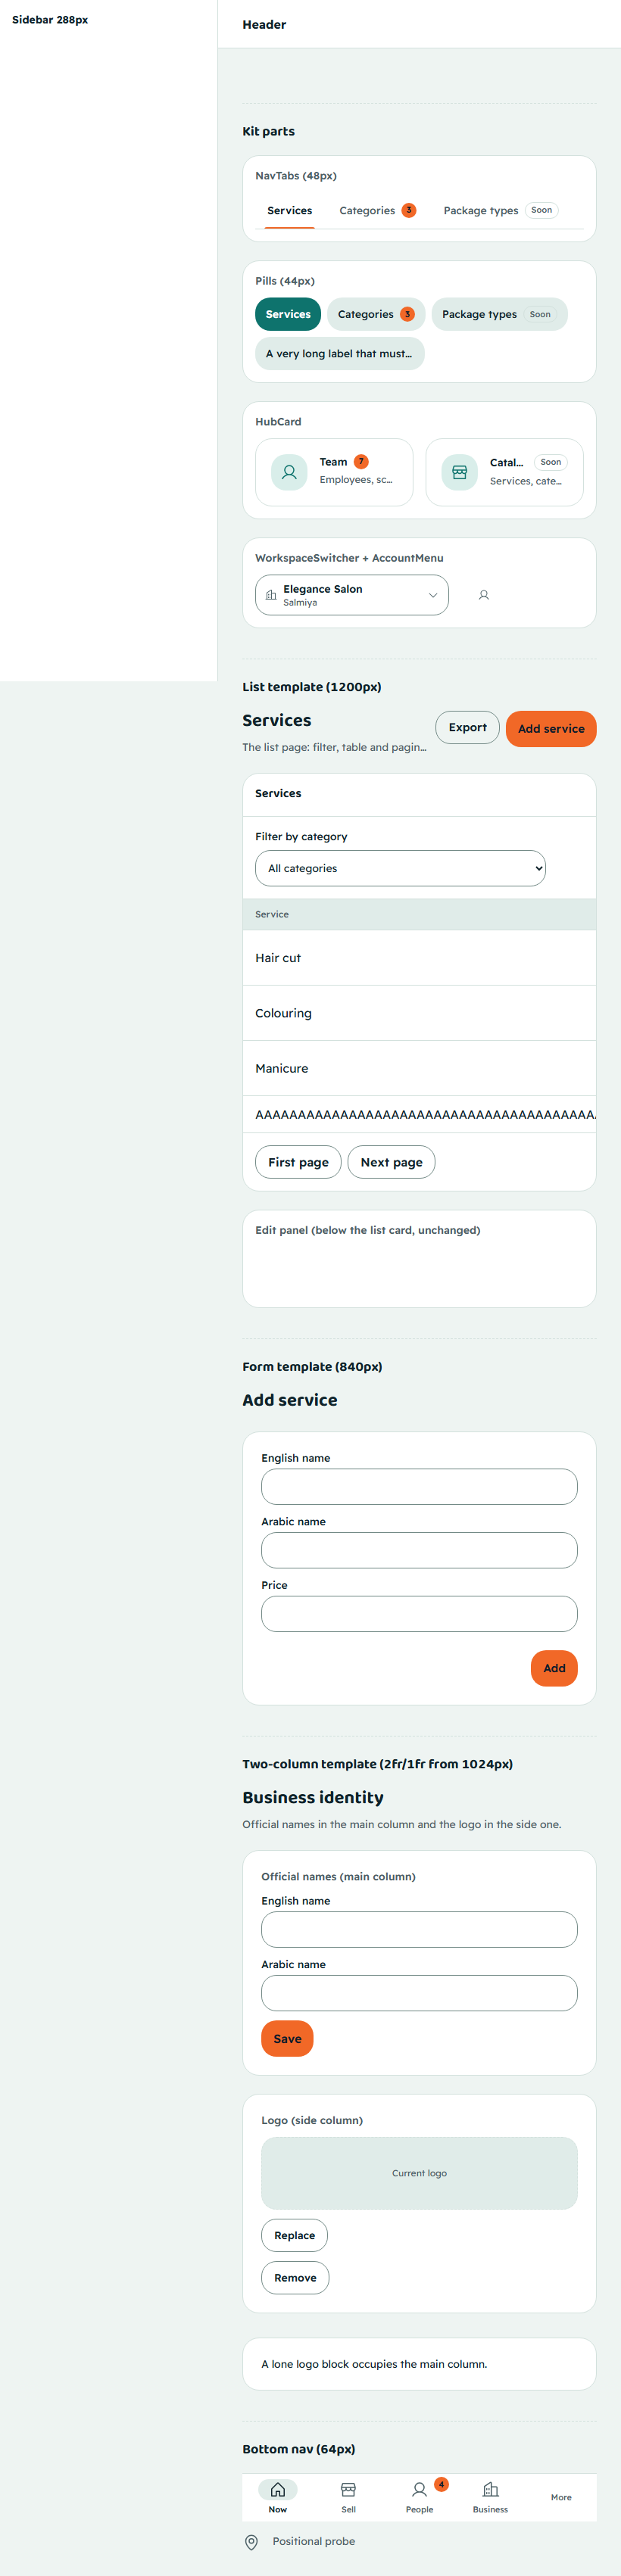 Sidebar 288px
Header
Kit parts
NavTabs (48px)
Services Categories 3 Package types Soon
Pills (44px)
Services Categories 3 Package types Soon
A very long label that must...
HubCard
Team 7
Employees, sc...
Catal... Soon
Services, cate...
WorkspaceSwitcher + AccountMenu
Elegance Salon
Salmiya
List template (1200px)
Services
The list page: filter, table and pagin...
Export Add service
Services
Filter by category
All categories
Service
Hair cut
Colouring
Manicure
First page Next page
Edit panel (below the list card, unchanged)
Form template (840px)
Add service
English name
Arabic name
Price
Add
Two-column template (2fr/1fr from 1024px)
Business identity
Official names in the main column and the logo in the side one.
Official names (main column)
English name
Arabic name
Save
Logo (side column)
Current logo
Replace
Remove
A lone logo block occupies the main column.
Bottom nav (64px)
4
Now Sell People Business More
Positional probe